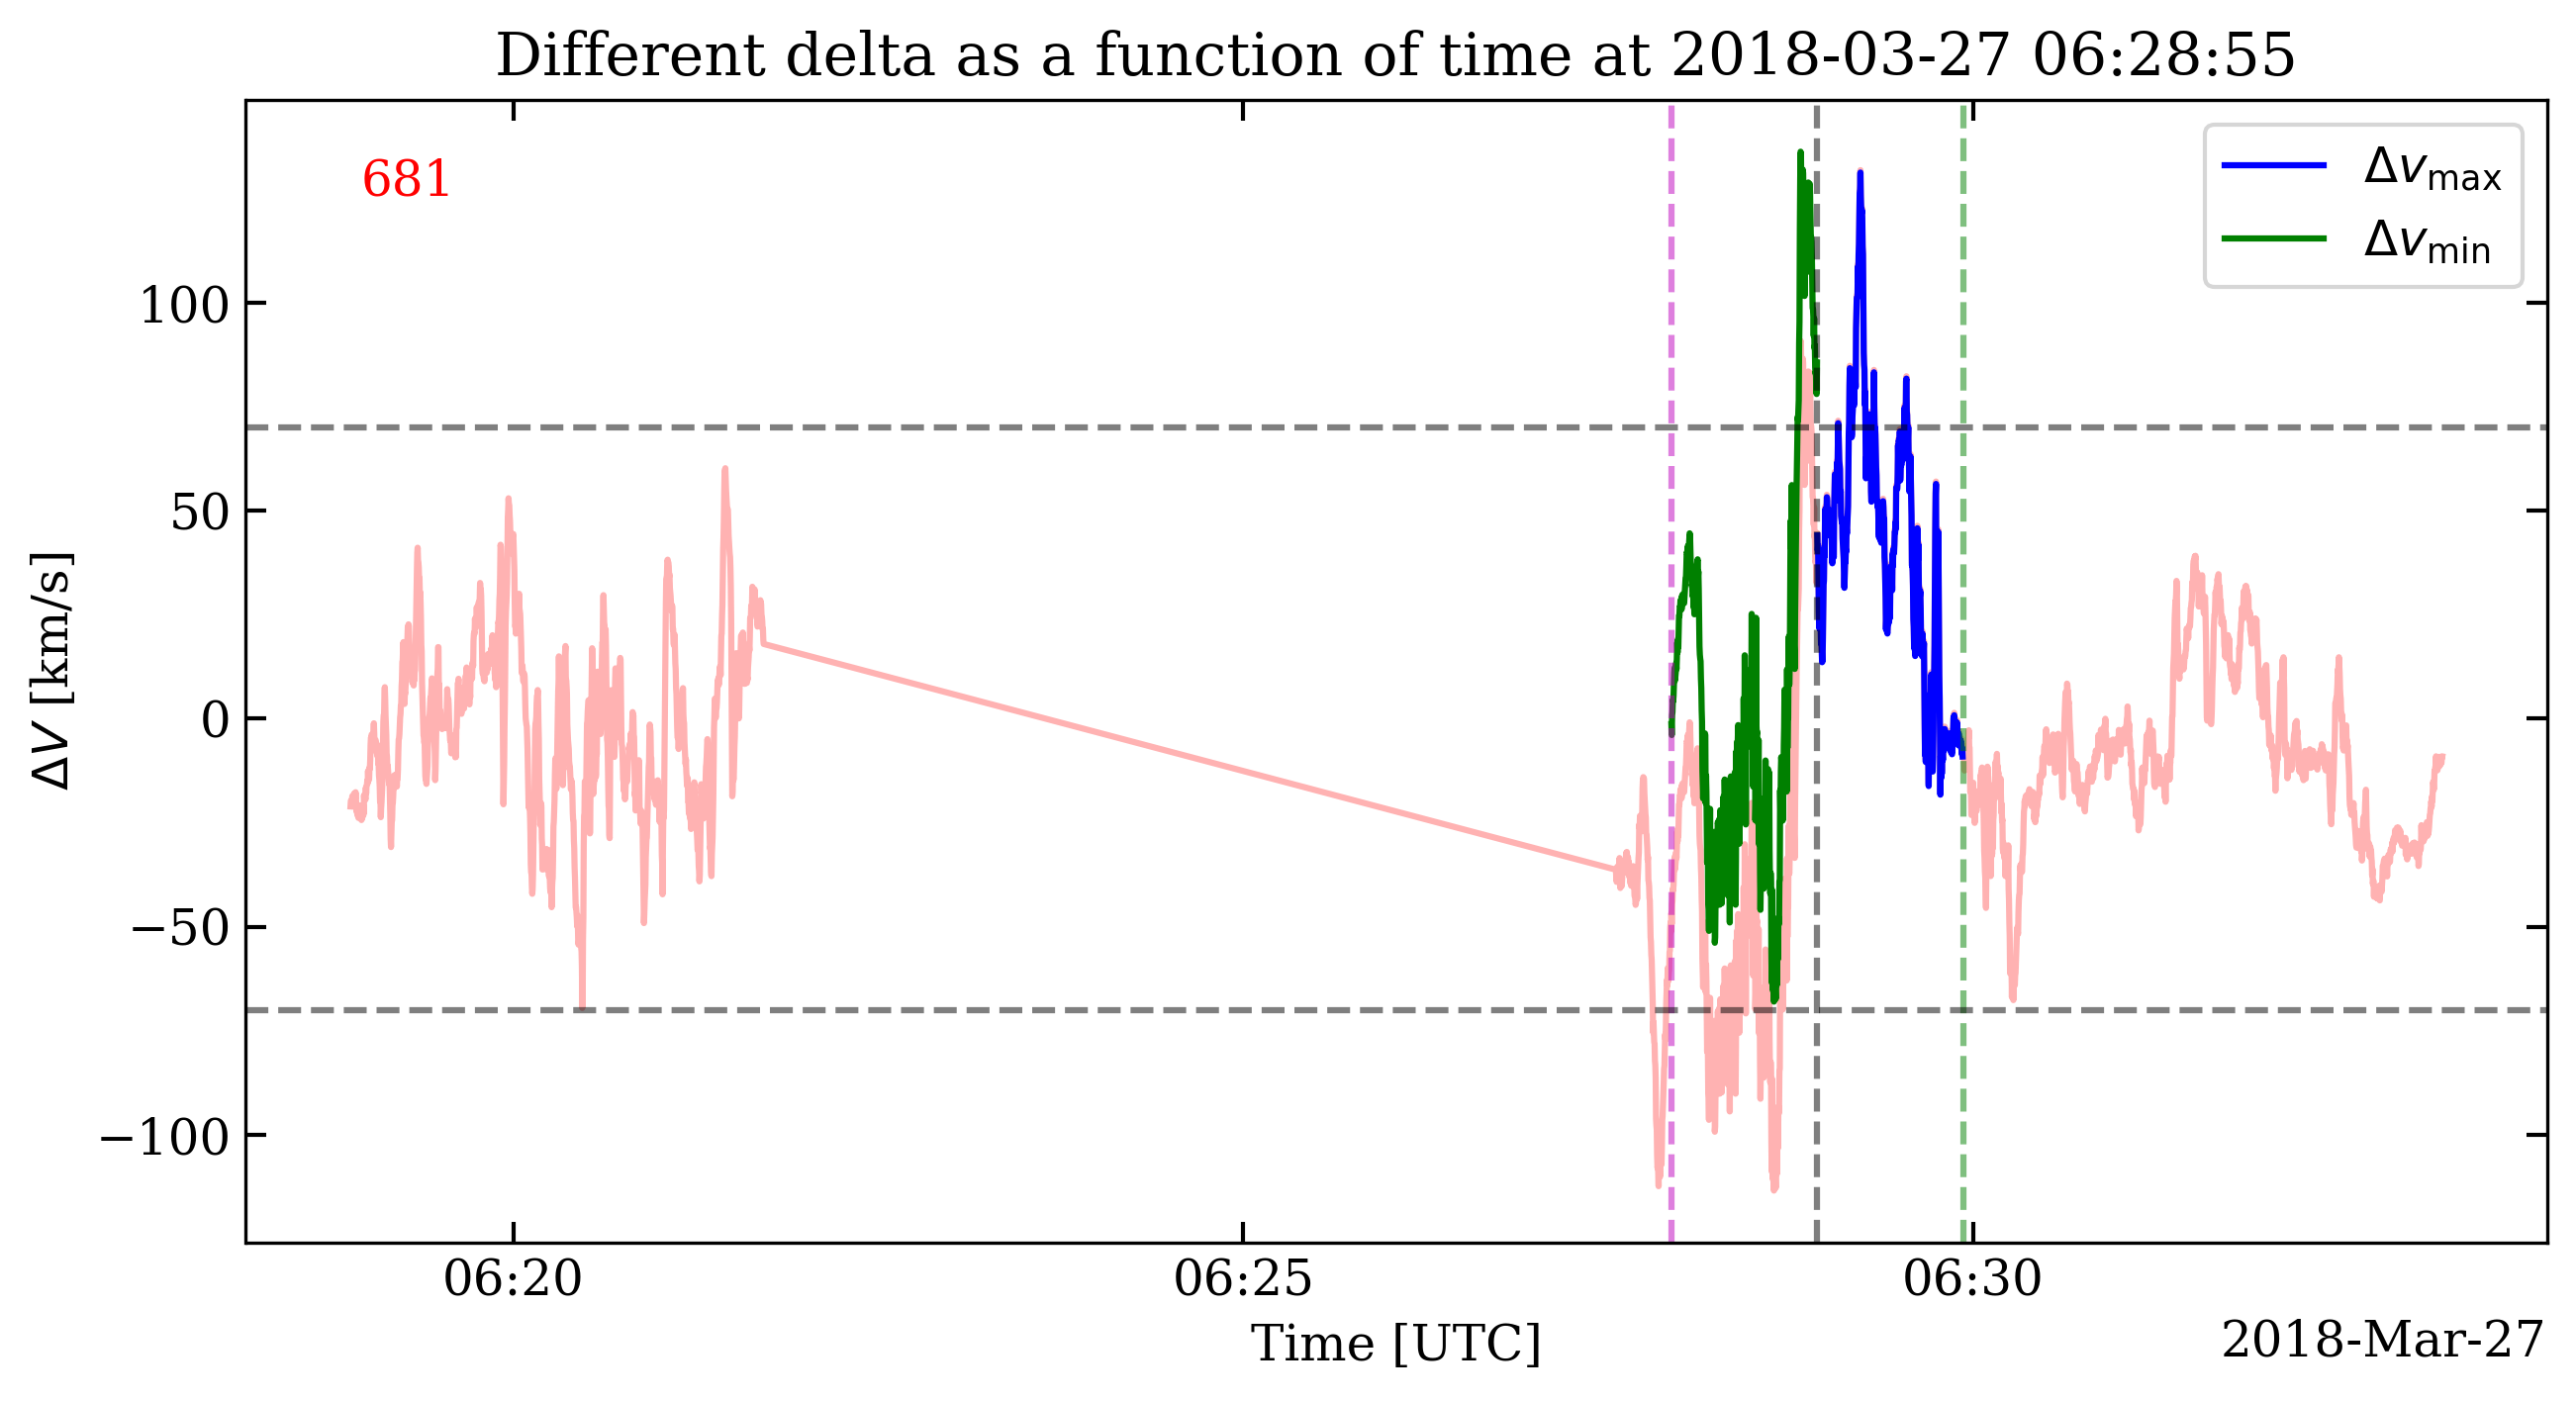 Different delta as a function of time at 2018-03-27 06:28:55
681
Δvmax
Δvmin
ΔV [km/s]
100
50
0
−50
−100
06:20
06:25
06:30
Time [UTC]
2018-Mar-27